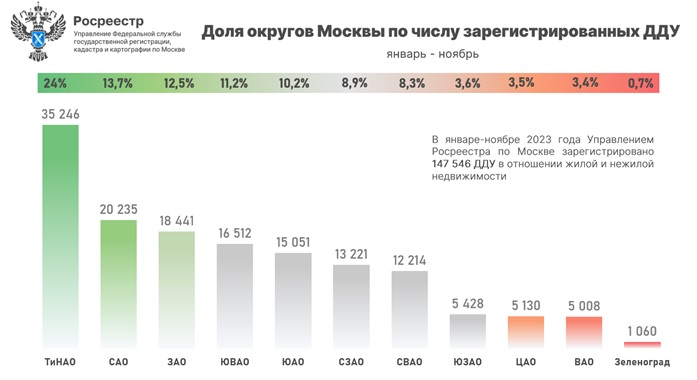 Росреестр
Управление Федеральной службы
государственной регистрации,
кадастра и картографии по Москве
Доля округов Москвы по числу зарегистрированных ДДУ
январь - ноябрь
24% 13,7% 12,5% 11,2% 10,2% 8,9% 8,3% 3,6% 3,5% 3,4% 0,7%
В январе-ноябре 2023 года Управлением
Росреестра по Москве зарегистрировано
147 546 ДДУ в отношении жилой и нежилой
недвижимости
35 246 20 235 18 441 16 512 15 051 13 221 12 214 5 428 5 130 5 008 1 060
ТиНАО САО ЗАО ЮВАО ЮАО СЗАО СВАО ЮЗАО ЦАО ВАО Зеленоград